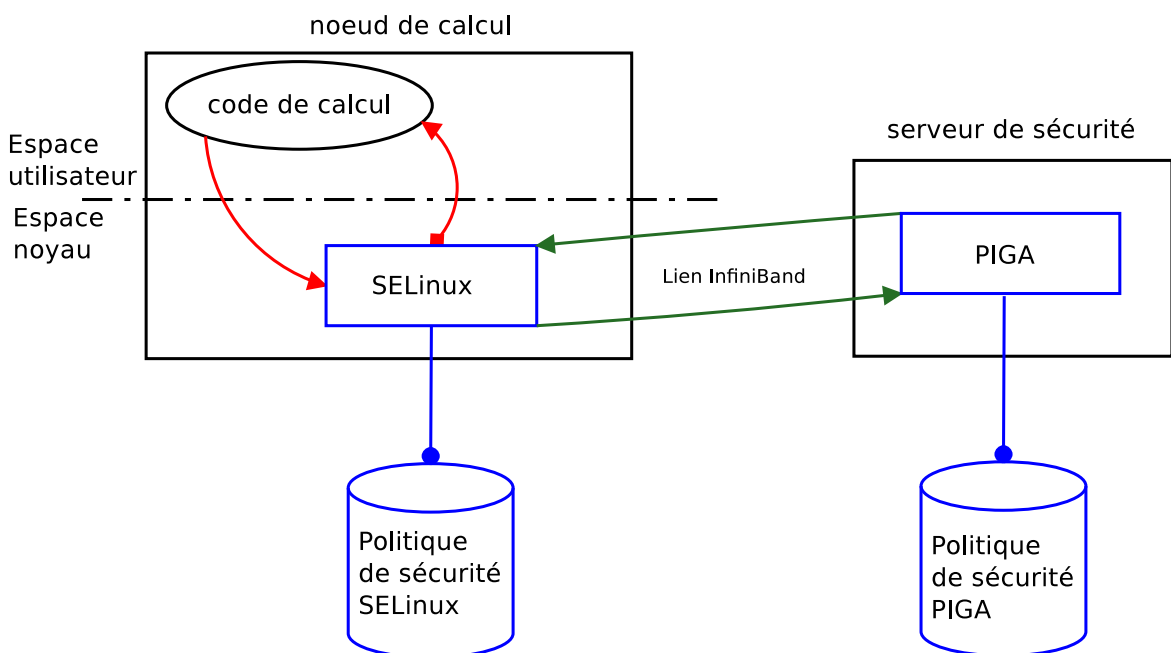 noeud de calcul
code de calcul
serveur de sécurité
Espace
utilisateur
Espace
noyau
SELinux
Lien InfiniBand
PIGA
Politique
de sécurité
SELinux
Politique
de sécurité
PIGA